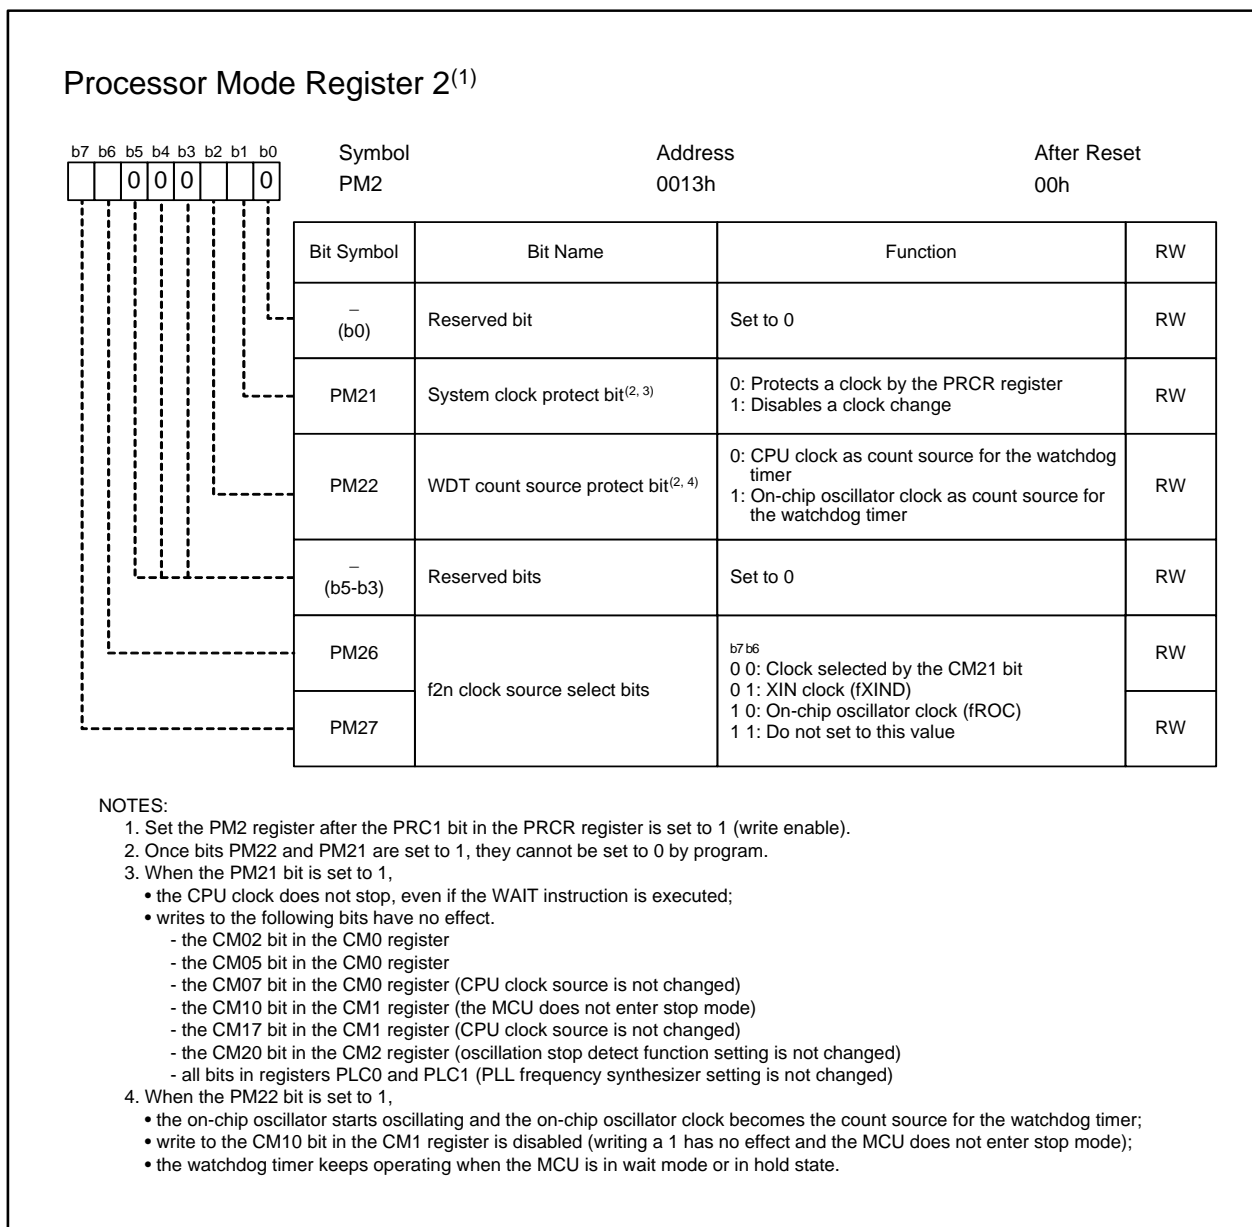 Processor Mode Register 2(1)
b7 b6 b5 b4 b3 b2 b1 b0
0 0 0 0
Symbol Address After Reset
PM2 0013h 00h
Bit Symbol Bit Name Function RW
–
(b0) Reserved bit Set to 0 RW
PM21 System clock protect bit(2, 3) 0: Protects a clock by the PRCR register
1: Disables a clock change RW
PM22 WDT count source protect bit(2, 4) 0: CPU clock as count source for the watchdog
timer
1: On-chip oscillator clock as count source for
the watchdog timer RW
–
(b5-b3) Reserved bits Set to 0 RW
PM26 RW
f2n clock source select bits
b7 b6
0 0: Clock selected by the CM21 bit
0 1: XIN clock (fXIND)
1 0: On-chip oscillator clock (fROC)
1 1: Do not set to this value
PM27 RW
NOTES:
1. Set the PM2 register after the PRC1 bit in the PRCR register is set to 1 (write enable).
2. Once bits PM22 and PM21 are set to 1, they cannot be set to 0 by program.
3. When the PM21 bit is set to 1,
• the CPU clock does not stop, even if the WAIT instruction is executed;
• writes to the following bits have no effect.
- the CM02 bit in the CM0 register
- the CM05 bit in the CM0 register
- the CM07 bit in the CM0 register (CPU clock source is not changed)
- the CM10 bit in the CM1 register (the MCU does not enter stop mode)
- the CM17 bit in the CM1 register (CPU clock source is not changed)
- the CM20 bit in the CM2 register (oscillation stop detect function setting is not changed)
- all bits in registers PLC0 and PLC1 (PLL frequency synthesizer setting is not changed)
4. When the PM22 bit is set to 1,
• the on-chip oscillator starts oscillating and the on-chip oscillator clock becomes the count source for the watchdog timer;
• write to the CM10 bit in the CM1 register is disabled (writing a 1 has no effect and the MCU does not enter stop mode);
• the watchdog timer keeps operating when the MCU is in wait mode or in hold state.